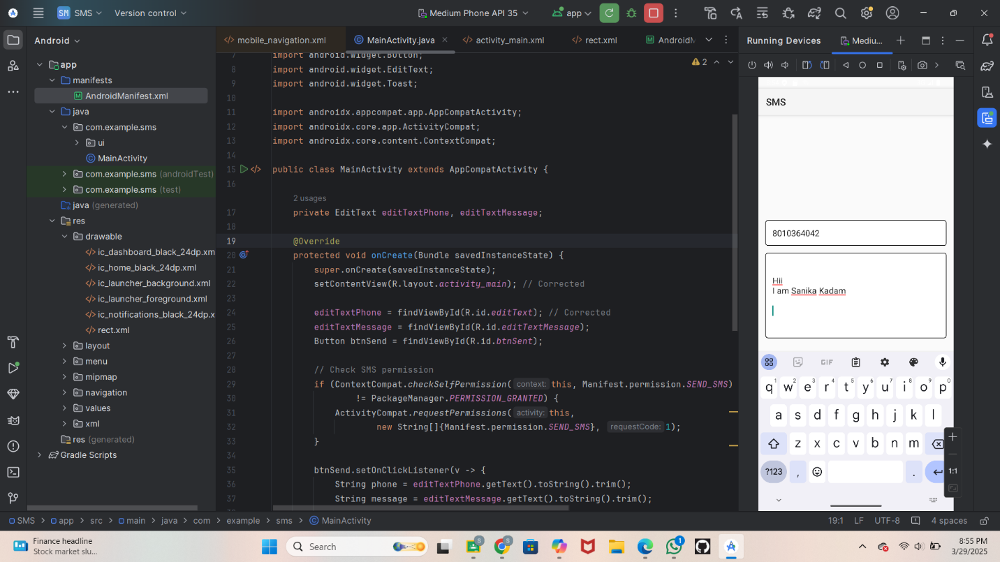 SM SMS Version control Medium Phone API 35 app
Android mobile_navigation.xml MainActivity.java activity_main.xml rect.xml AndroidM Running Devices Mediu...
app
manifests
AndroidManifest.xml
java
com.example.sms
ui
MainActivity
com.example.sms (androidTest)
com.example.sms (test)
java (generated)
res
drawable
ic_dashboard_black_24dp.xm
ic_home_black_24dp.xml
ic_launcher_background.xml
ic_launcher_foreground.xml
ic_notifications_black_24dp.x
rect.xml
layout
menu
mipmap
navigation
values
xml
res (generated)
Gradle Scripts
2
7 import android.widget.Button;
8 import android.widget.EditText;
9 import android.widget.Toast;
10
11 import androidx.appcompat.app.AppCompatActivity;
12 import androidx.core.app.ActivityCompat;
13 import androidx.core.content.ContextCompat;
14
15 public class MainActivity extends AppCompatActivity {
16
2 usages
17 private EditText editTextPhone, editTextMessage;
18
19 @Override
20 protected void onCreate(Bundle savedInstanceState) {
21 super.onCreate(savedInstanceState);
22 setContentView(R.layout.activity_main); // Corrected
23
24 editTextPhone = findViewById(R.id.editText); // Corrected
25 editTextMessage = findViewById(R.id.editTextMessage);
26 Button btnSend = findViewById(R.id.btnSent);
27
28 // Check SMS permission
29 if (ContextCompat.checkSelfPermission( context: this, Manifest.permission.SEND_SMS)
30 != PackageManager.PERMISSION_GRANTED) {
31 ActivityCompat.requestPermissions( activity: this,
32 new String[]{Manifest.permission.SEND_SMS}, requestCode: 1);
33 }
34
35 btnSend.setOnClickListener(v -> {
36 String phone = editTextPhone.getText().toString().trim();
37 String message = editTextMessage.getText().toString().trim();
SMS
8010364042
Hii
I am Sanika Kadam
GIF
q1 w2 e3 r4 t5 y6 u7 i8 o9 p0
a s d f g h j k l
z x c v b n m
?123 , .
1:1
SMS > app > src > main > java > com > example > sms > MainActivity 19:1 LF UTF-8 4 spaces
Finance headline
Stock market slu...
Search
S S 1
8:55 PM
3/29/2025